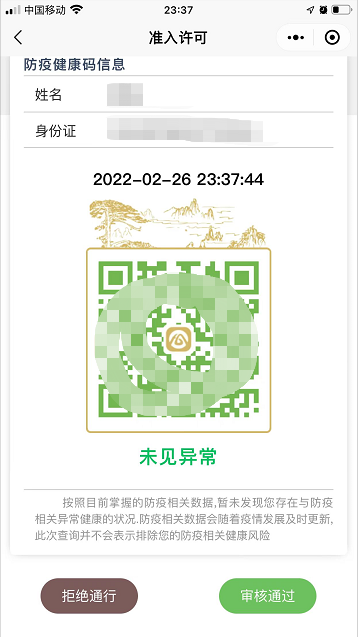 中国移动
23:37
准入许可
防疫健康码信息
姓名
身份证
2022-02-26 23:37:44
未见异常
按照目前掌握的防疫相关数据,暂未发现您存在与防疫
相关异常健康的状况.防疫相关数据会随着疫情发展及时更新,
此次查询并不会表示排除您的防疫相关健康风险
拒绝通行
审核通过